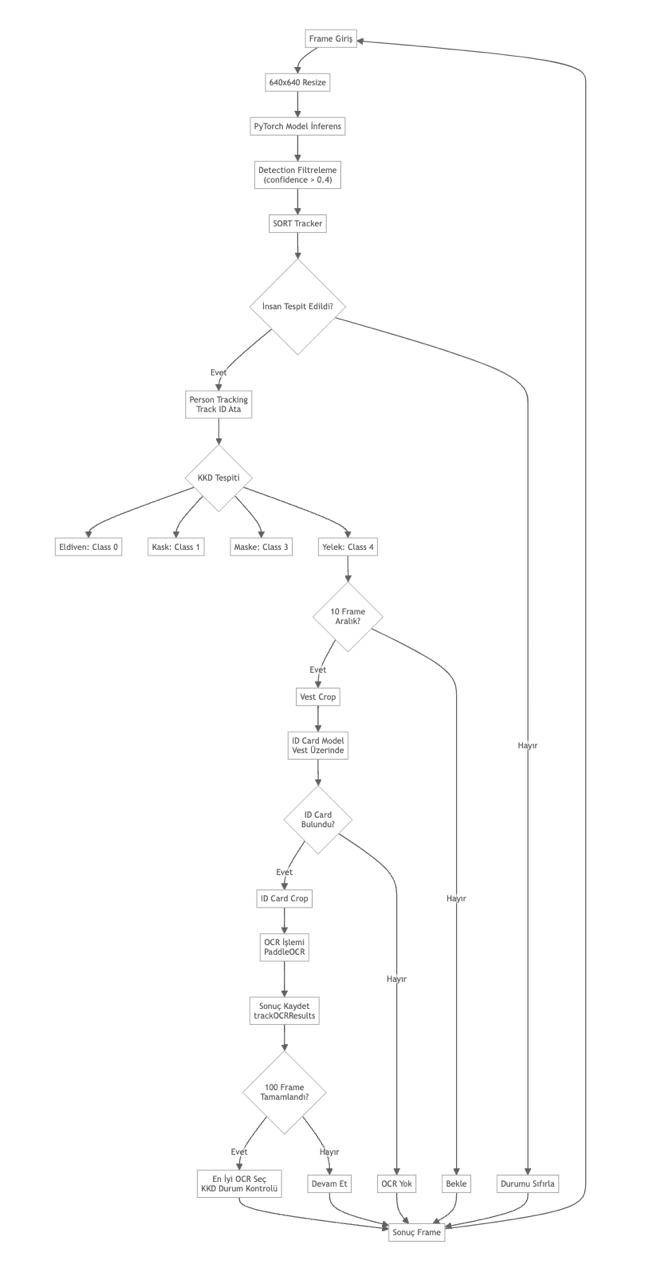 Frame Giriş
640x640 Resize
PyTorch Model İnferens
Detection Filtreleme
(confidence > 0.4)
SORT Tracker
İnsan Tespit Edildi?
Evet
Person Tracking
Track ID Ata
KKD Tespiti
Eldiven: Class 0
Kask: Class 1
Maske: Class 3
Yelek: Class 4
10 Frame
Aralık?
Evet
Vest Crop
ID Card Model
Vest Üzerinde
Hayır
ID Card
Bulundu?
Evet
ID Card Crop
Hayır
OCR İşlemi
PaddleOCR
Hayır
Sonuç Kaydet
trackOCRResults
100 Frame
Tamamlandı?
Evet
Hayır
En İyi OCR Seç
KKD Durum Kontrolü
Devam Et
OCR Yok
Bekle
Durumu Sıfırla
Sonuç Frame